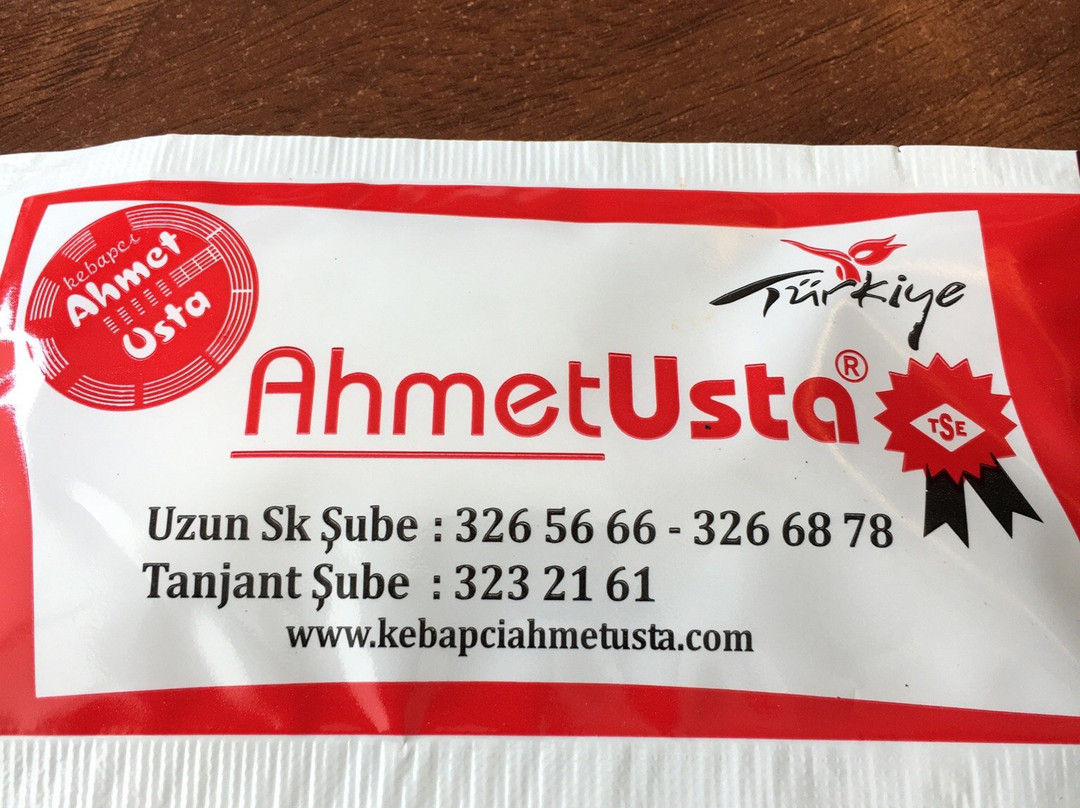 kebapci
Ahmet
Usta
Türkiye
AhmetUsta®
TSE
Uzun Sk Şube : 326 56 66 - 326 68 78
Tanjant Şube : 323 21 61
www.kebapciahmetusta.com